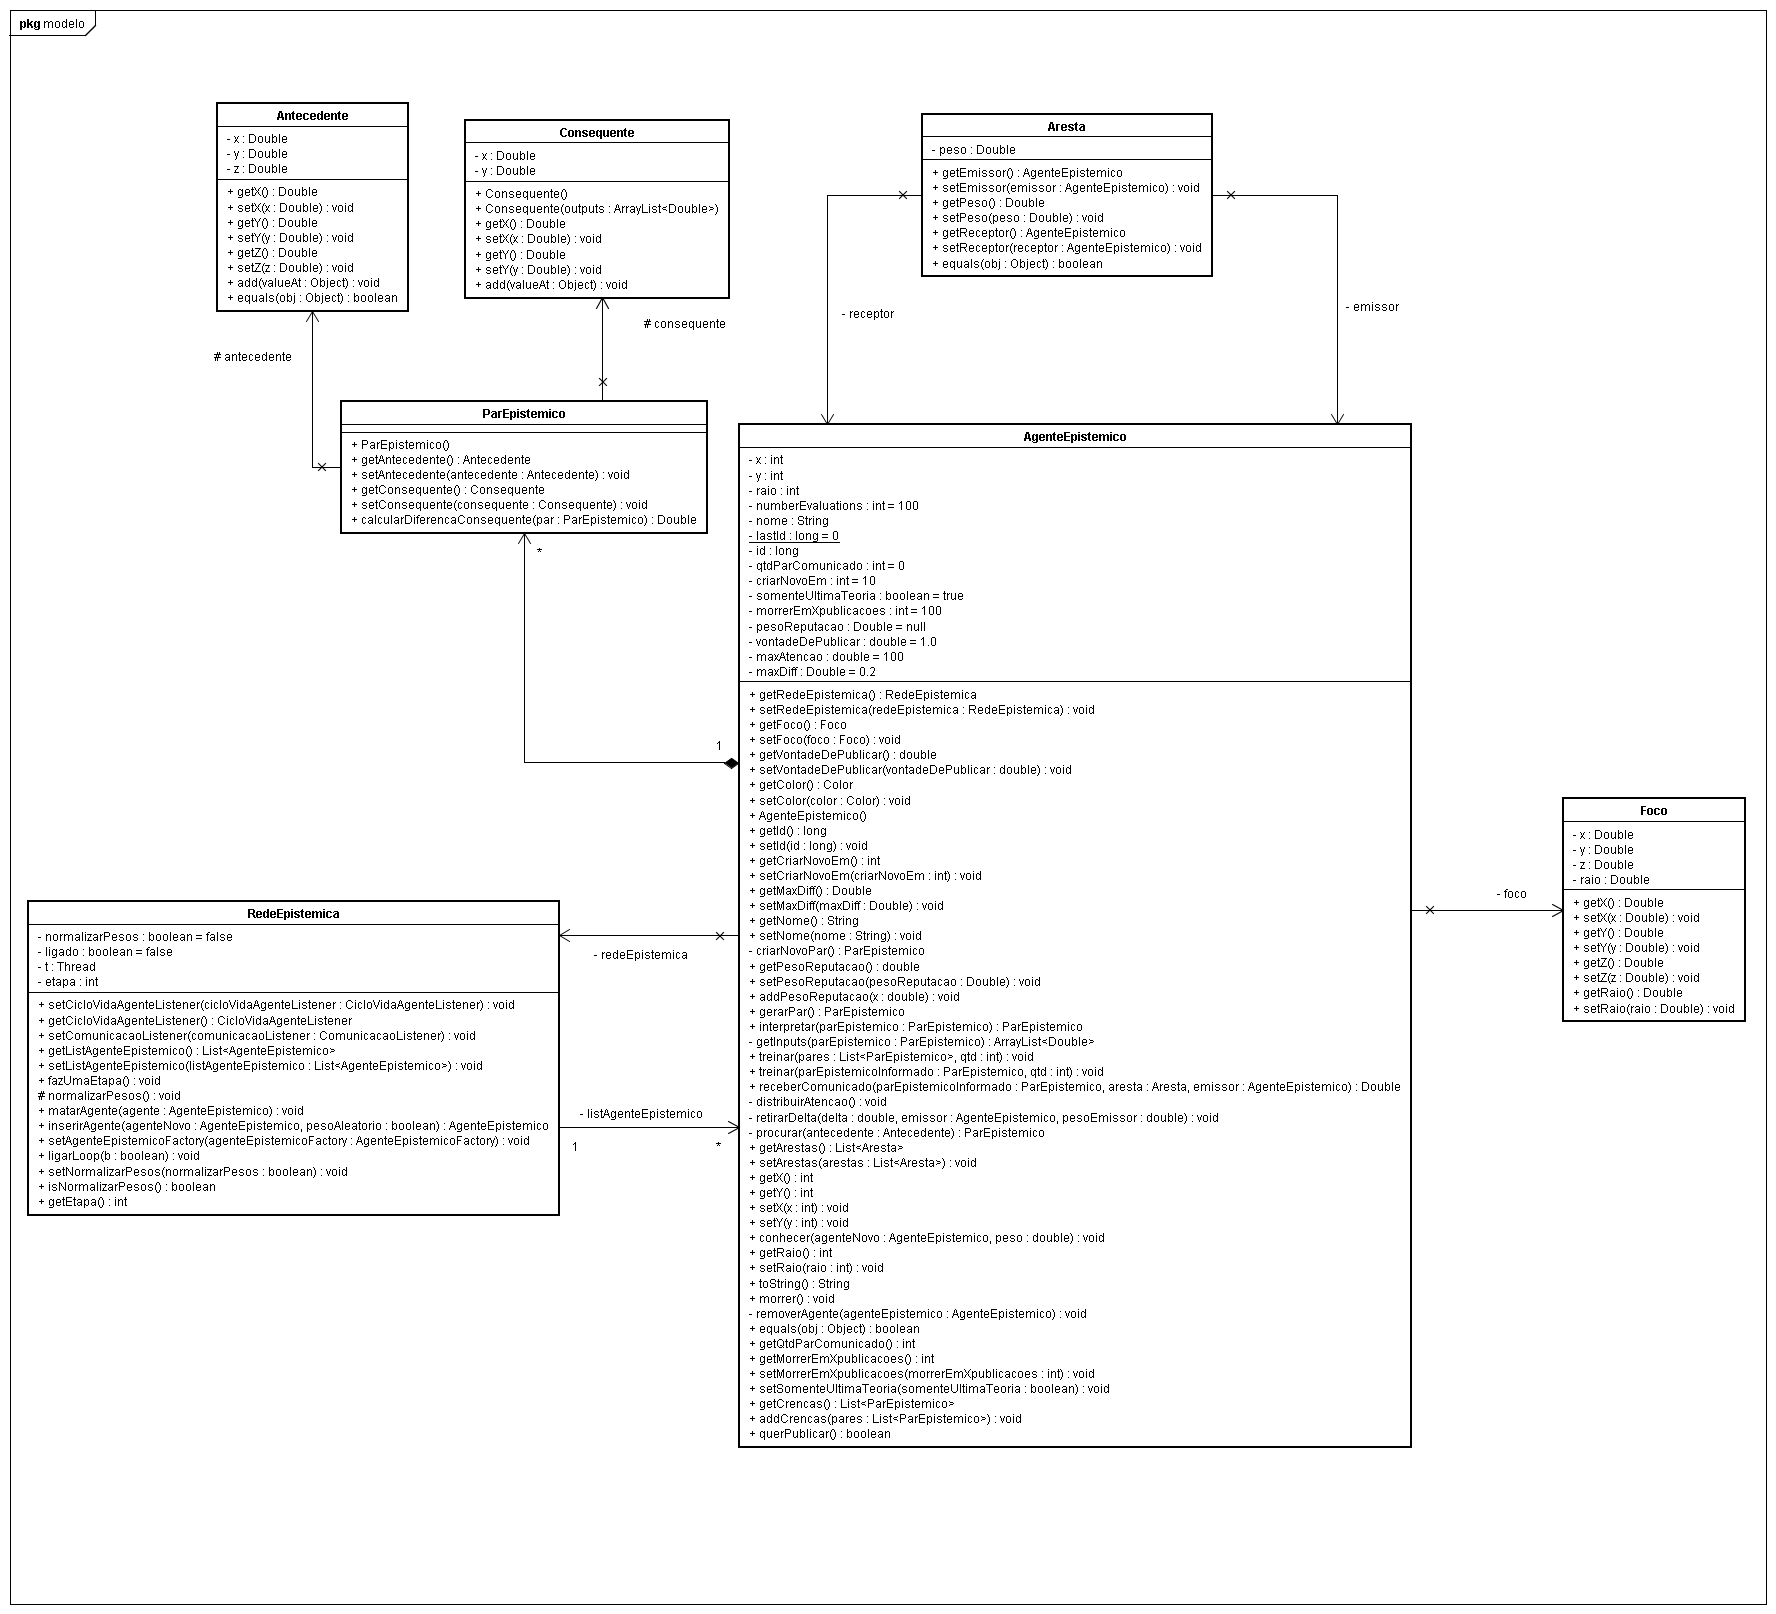 pkg modelo
Antecedente
- x : Double
- y : Double
- z : Double
+ getX() : Double
+ setX(x : Double) : void
+ getY() : Double
+ setY(y : Double) : void
+ getZ() : Double
+ setZ(z : Double) : void
+ add(valueAt : Object) : void
+ equals(obj : Object) : boolean
Consequente
- x : Double
- y : Double
+ Consequente()
+ Consequente(outputs : ArrayList<Double>)
+ getX() : Double
+ setX(x : Double) : void
+ getY() : Double
+ setY(y : Double) : void
+ add(valueAt : Object) : void
Aresta
- peso : Double
+ getEmissor() : AgenteEpistemico
+ setEmissor(emissor : AgenteEpistemico) : void
+ getPeso() : Double
+ setPeso(peso : Double) : void
+ getReceptor() : AgenteEpistemico
+ setReceptor(receptor : AgenteEpistemico) : void
+ equals(obj : Object) : boolean
# antecedente
# consequente
- receptor
- emissor
ParEpistemico
+ ParEpistemico()
+ getAntecedente() : Antecedente
+ setAntecedente(antecedente : Antecedente) : void
+ getConsequente() : Consequente
+ setConsequente(consequente : Consequente) : void
+ calcularDiferencaConsequente(par : ParEpistemico) : Double
*
1
AgenteEpistemico
- x : int
- y : int
- raio : int
- numberEvaluations : int = 100
- nome : String
- lastId : long = 0
- id : long
- qtdParComunicado : int = 0
- criarNovoEm : int = 10
- somenteUltimaTeoria : boolean = true
- morrerEmXpublicacoes : int = 100
- pesoReputacao : Double = null
- vontadeDePublicar : double = 1.0
- maxAtencao : double = 100
- maxDiff : Double = 0.2
+ getRedeEpistemica() : RedeEpistemica
+ setRedeEpistemica(redeEpistemica : RedeEpistemica) : void
+ getFoco() : Foco
+ setFoco(foco : Foco) : void
+ getVontadeDePublicar() : double
+ setVontadeDePublicar(vontadeDePublicar : double) : void
+ getColor() : Color
+ setColor(color : Color) : void
+ AgenteEpistemico()
+ getId() : long
+ setId(id : long) : void
+ getCriarNovoEm() : int
+ setCriarNovoEm(criarNovoEm : int) : void
+ getMaxDiff() : Double
+ setMaxDiff(maxDiff : Double) : void
+ getNome() : String
+ setNome(nome : String) : void
- criarNovoPar() : ParEpistemico
+ getPesoReputacao() : double
+ setPesoReputacao(pesoReputacao : Double) : void
+ addPesoReputacao(x : double) : void
+ gerarPar() : ParEpistemico
+ interpretar(parEpistemico : ParEpistemico) : ParEpistemico
- getInputs(parEpistemico : ParEpistemico) : ArrayList<Double>
+ treinar(pares : List<ParEpistemico>, qtd : int) : void
+ treinar(parEpistemicoInformado : ParEpistemico, qtd : int) : void
+ receberComunicado(parEpistemicoInformado : ParEpistemico, aresta : Aresta, emissor : AgenteEpistemico) : Double
- distribuirAtencao() : void
- retirarDelta(delta : double, emissor : AgenteEpistemico, pesoEmissor : double) : void
- procurar(antecedente : Antecedente) : ParEpistemico
+ getArestas() : List<Aresta>
+ setArestas(arestas : List<Aresta>) : void
+ getX() : int
+ getY() : int
+ setX(x : int) : void
+ setY(y : int) : void
+ conhecer(agenteNovo : AgenteEpistemico, peso : double) : void
+ getRaio() : int
+ setRaio(raio : int) : void
+ toString() : String
+ morrer() : void
- removerAgente(agenteEpistemico : AgenteEpistemico) : void
+ equals(obj : Object) : boolean
+ getQtdParComunicado() : int
+ getMorrerEmXpublicacoes() : int
+ setMorrerEmXpublicacoes(morrerEmXpublicacoes : int) : void
+ setSomenteUltimaTeoria(somenteUltimaTeoria : boolean) : void
+ getCrencas() : List<ParEpistemico>
+ addCrencas(pares : List<ParEpistemico>) : void
+ querPublicar() : boolean
Foco
- x : Double
- y : Double
- z : Double
- raio : Double
+ getX() : Double
+ setX(x : Double) : void
+ getY() : Double
+ setY(y : Double) : void
+ getZ() : Double
+ setZ(z : Double) : void
+ getRaio() : Double
+ setRaio(raio : Double) : void
- foco
RedeEpistemica
- normalizarPesos : boolean = false
- ligado : boolean = false
- t : Thread
- etapa : int
+ setCicloVidaAgenteListener(cicloVidaAgenteListener : CicloVidaAgenteListener) : void
+ getCicloVidaAgenteListener() : CicloVidaAgenteListener
+ setComunicacaoListener(comunicacaoListener : ComunicacaoListener) : void
+ getListAgenteEpistemico() : List<AgenteEpistemico>
+ setListAgenteEpistemico(listAgenteEpistemico : List<AgenteEpistemico>) : void
+ fazUmaEtapa() : void
# normalizarPesos() : void
+ matarAgente(agente : AgenteEpistemico) : void
+ inserirAgente(agenteNovo : AgenteEpistemico, pesoAleatorio : boolean) : AgenteEpistemico
+ setAgenteEpistemicoFactory(agenteEpistemicoFactory : AgenteEpistemicoFactory) : void
+ ligarLoop(b : boolean) : void
+ setNormalizarPesos(normalizarPesos : boolean) : void
+ isNormalizarPesos() : boolean
+ getEtapa() : int
- redeEpistemica
- listAgenteEpistemico
1
*